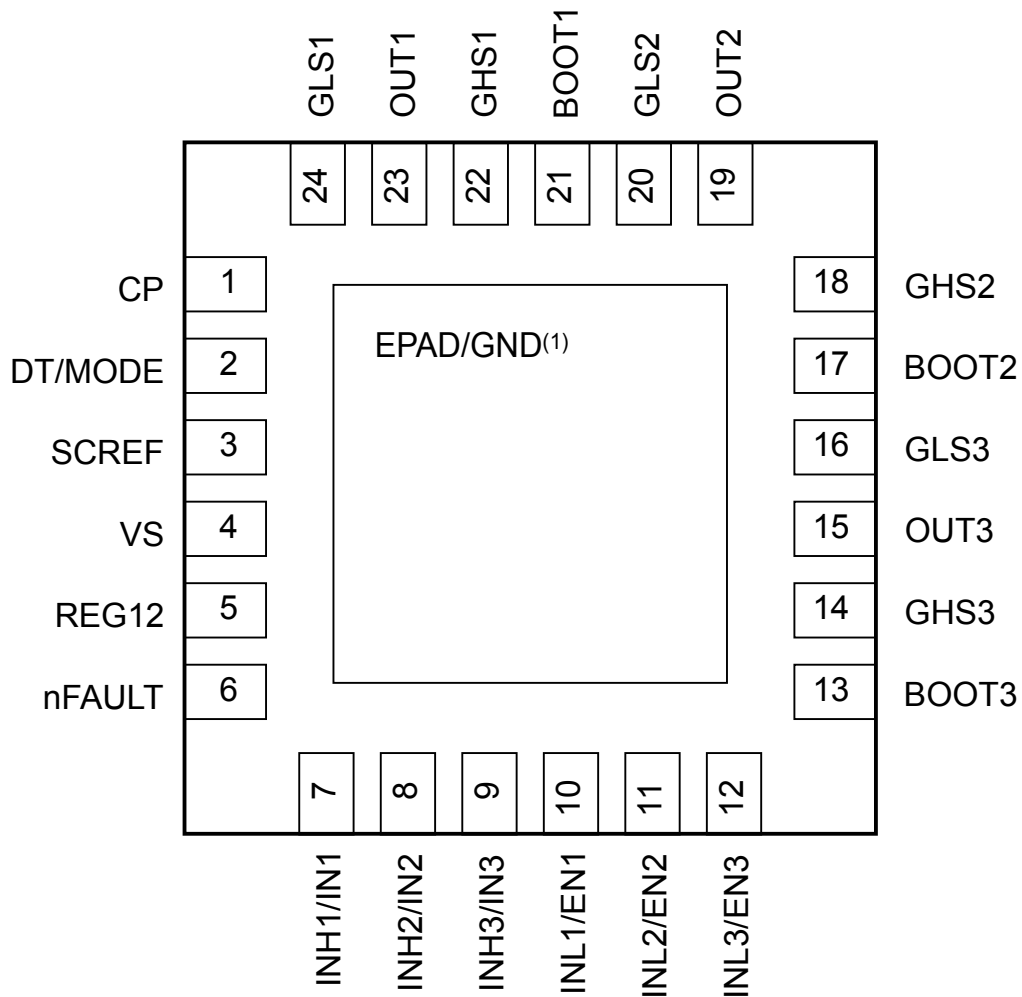 GLS1
OUT1
GHS1
BOOT1
GLS2
OUT2
24
23
22
21
20
19
CP
1
18
GHS2
EPAD/GND(1)
DT/MODE
2
17
BOOT2
SCREF
3
16
GLS3
VS
4
15
OUT3
REG12
5
14
GHS3
nFAULT
6
13
BOOT3
7
8
9
10
11
12
INH1/IN1
INH2/IN2
INH3/IN3
INL1/EN1
INL2/EN2
INL3/EN3